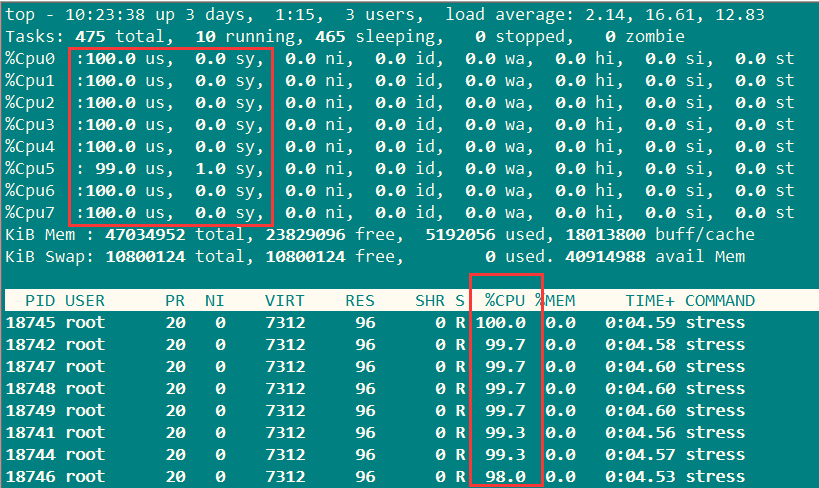 top - 10:23:38 up 3 days,  1:15,  3 users,  load average: 2.14, 16.61, 12.83
Tasks: 475 total,  10 running, 465 sleeping,   0 stopped,   0 zombie
%Cpu0  :100.0 us,  0.0 sy,  0.0 ni,  0.0 id,  0.0 wa,  0.0 hi,  0.0 si,  0.0 st
%Cpu1  :100.0 us,  0.0 sy,  0.0 ni,  0.0 id,  0.0 wa,  0.0 hi,  0.0 si,  0.0 st
%Cpu2  :100.0 us,  0.0 sy,  0.0 ni,  0.0 id,  0.0 wa,  0.0 hi,  0.0 si,  0.0 st
%Cpu3  :100.0 us,  0.0 sy,  0.0 ni,  0.0 id,  0.0 wa,  0.0 hi,  0.0 si,  0.0 st
%Cpu4  :100.0 us,  0.0 sy,  0.0 ni,  0.0 id,  0.0 wa,  0.0 hi,  0.0 si,  0.0 st
%Cpu5  : 99.0 us,  1.0 sy,  0.0 ni,  0.0 id,  0.0 wa,  0.0 hi,  0.0 si,  0.0 st
%Cpu6  :100.0 us,  0.0 sy,  0.0 ni,  0.0 id,  0.0 wa,  0.0 hi,  0.0 si,  0.0 st
%Cpu7  :100.0 us,  0.0 sy,  0.0 ni,  0.0 id,  0.0 wa,  0.0 hi,  0.0 si,  0.0 st
KiB Mem : 47034952 total, 23829096 free,  5192056 used, 18013800 buff/cache
KiB Swap: 10800124 total, 10800124 free,        0 used. 40914988 avail Mem
  PID USER      PR  NI    VIRT    RES    SHR S  %CPU %MEM     TIME+ COMMAND
18745 root      20   0    7312     96      0 R 100.0  0.0   0:04.59 stress
18742 root      20   0    7312     96      0 R  99.7  0.0   0:04.58 stress
18747 root      20   0    7312     96      0 R  99.7  0.0   0:04.60 stress
18748 root      20   0    7312     96      0 R  99.7  0.0   0:04.60 stress
18749 root      20   0    7312     96      0 R  99.7  0.0   0:04.60 stress
18741 root      20   0    7312     96      0 R  99.3  0.0   0:04.56 stress
18744 root      20   0    7312     96      0 R  99.3  0.0   0:04.57 stress
18746 root      20   0    7312     96      0 R  98.0  0.0   0:04.53 stress